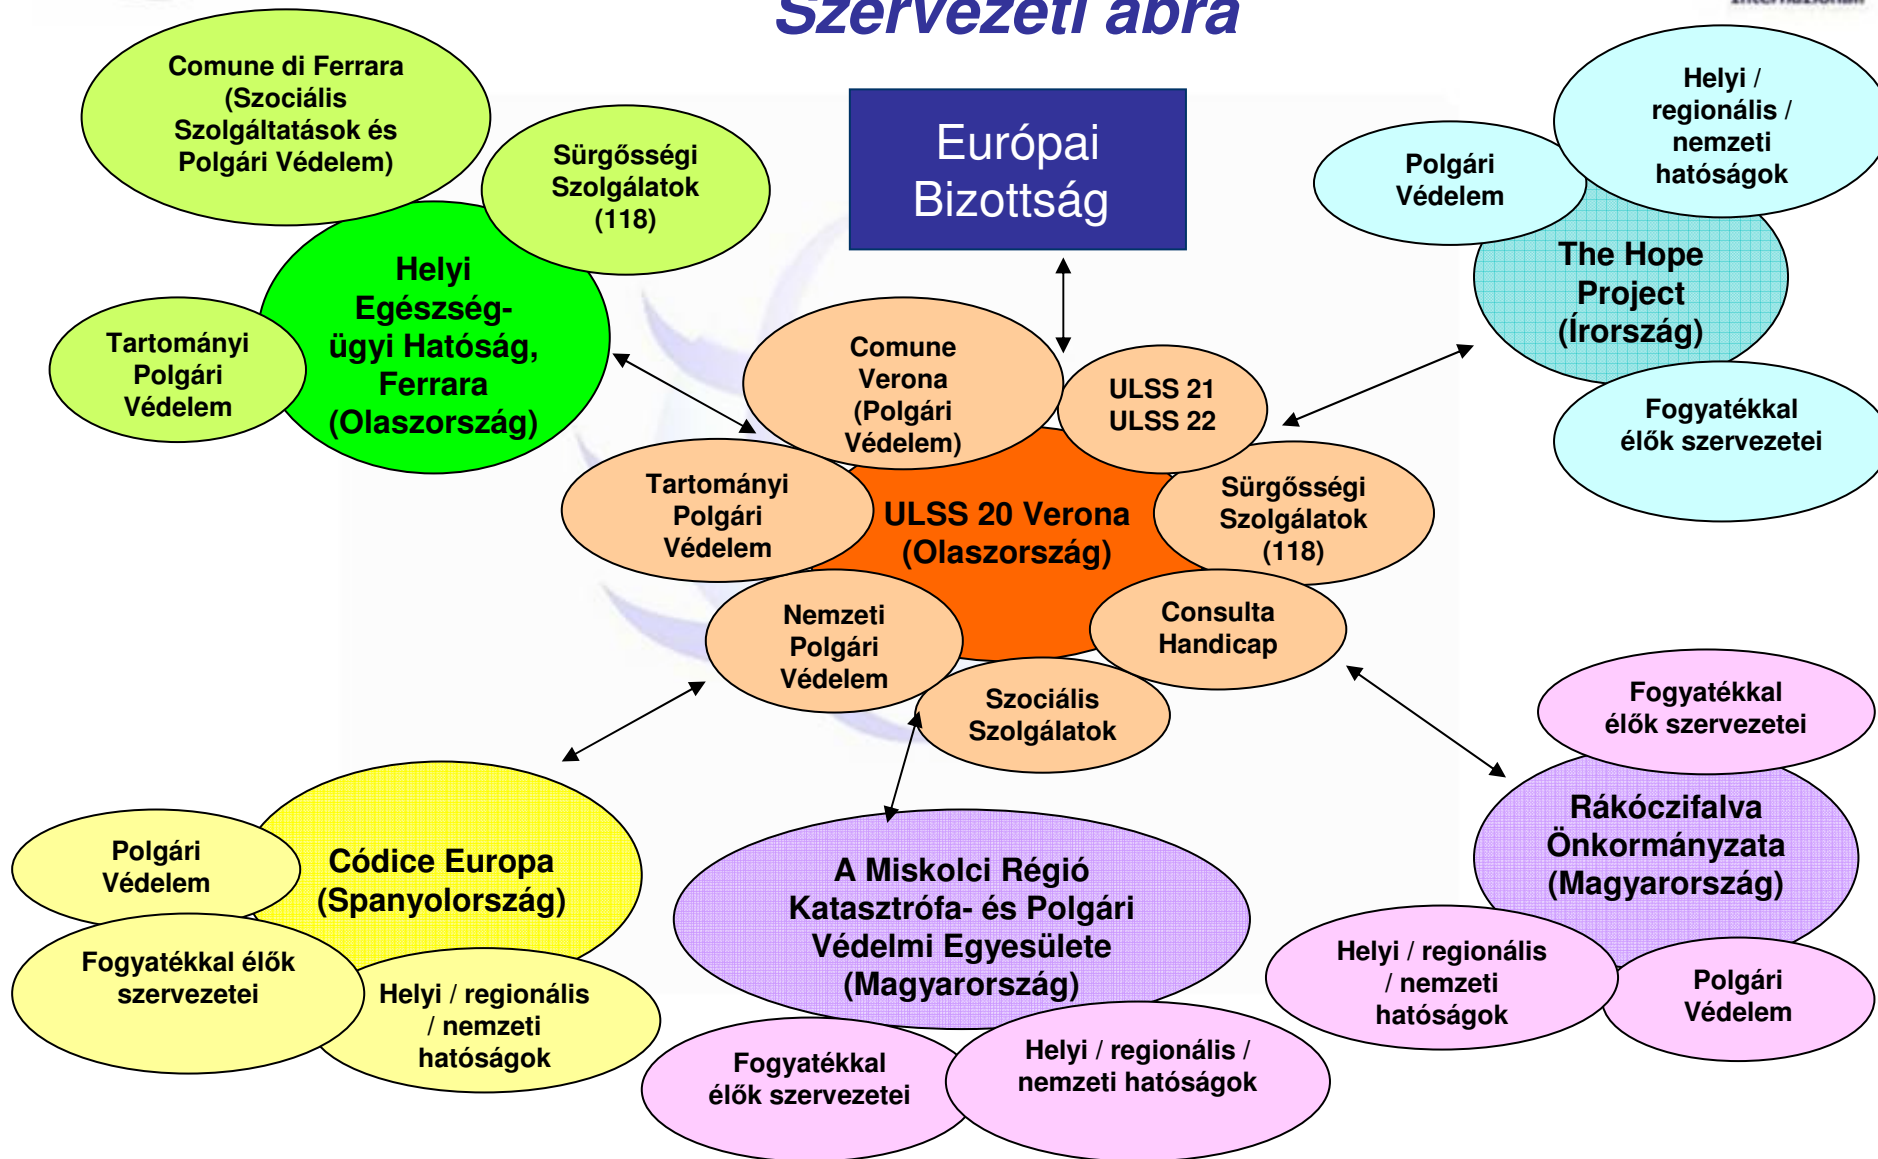 Szervezeti ábra
Comune di Ferrara
(Szociális
Szolgáltatások és
Polgári Védelem)
Sürgősségi
Szolgálatok
(118)
Helyi
Egészség-
ügyi Hatóság,
Ferrara
(Olaszország)
Tartományi
Polgári
Védelem
Európai
Bizottság
Helyi /
regionális /
nemzeti
hatóságok
Polgári
Védelem
The Hope
Project
(Írország)
Fogyatékkal
élők szervezetei
Comune
Verona
(Polgári
Védelem)
ULSS 21
ULSS 22
Tartományi
Polgári
Védelem
ULSS 20 Verona
(Olaszország)
Sürgősségi
Szolgálatok
(118)
Nemzeti
Polgári
Védelem
Consulta
Handicap
Szociális
Szolgálatok
Polgári
Védelem
Códice Europa
(Spanyolország)
Fogyatékkal élők
szervezetei
Helyi / regionális
/ nemzeti
hatóságok
A Miskolci Régió
Katasztrófa- és Polgári
Védelmi Egyesülete
(Magyarország)
Fogyatékkal
élők szervezetei
Helyi / regionális /
nemzeti hatóságok
Fogyatékkal
élők szervezetei
Rákóczifalva
Önkormányzata
(Magyarország)
Helyi / regionális
/ nemzeti
hatóságok
Polgári
Védelem